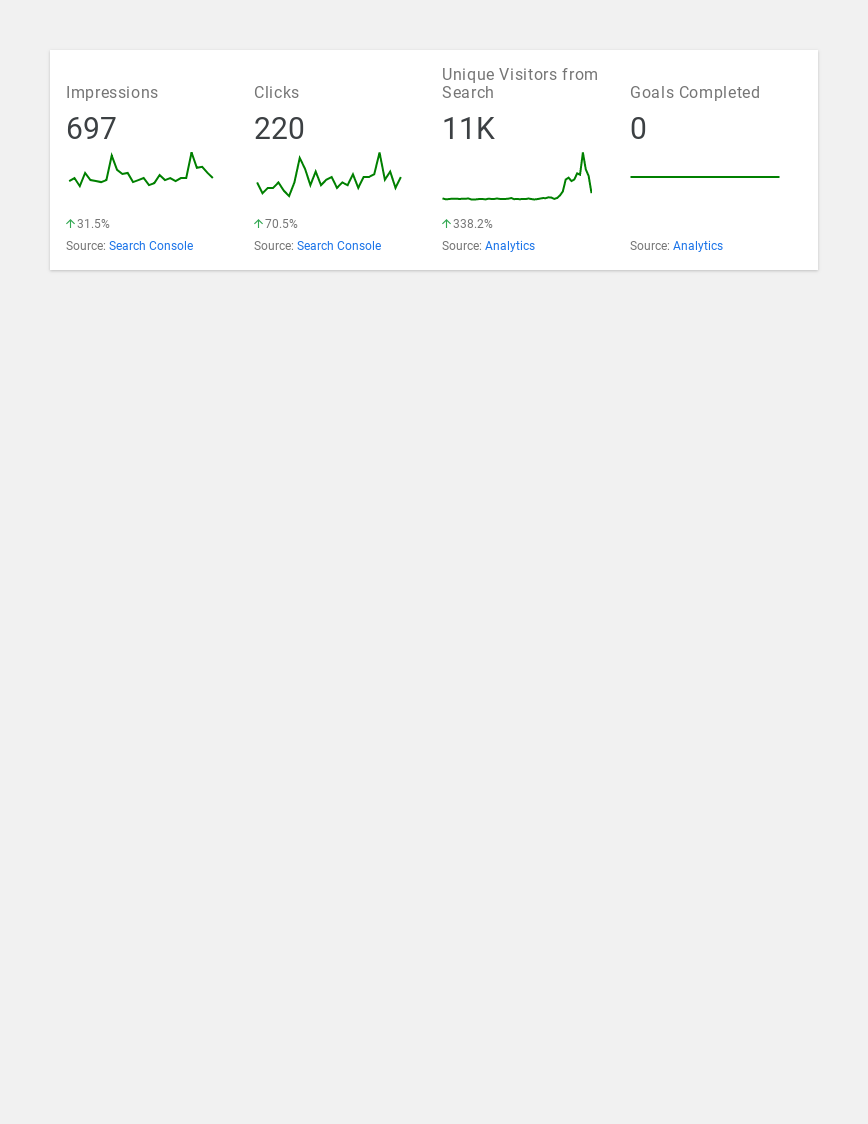 Impressions
697
31.5%
Source: Search Console
Clicks
220
70.5%
Source: Search Console
Unique Visitors from
Search
11K
338.2%
Source: Analytics
Goals Completed
0
Source: Analytics